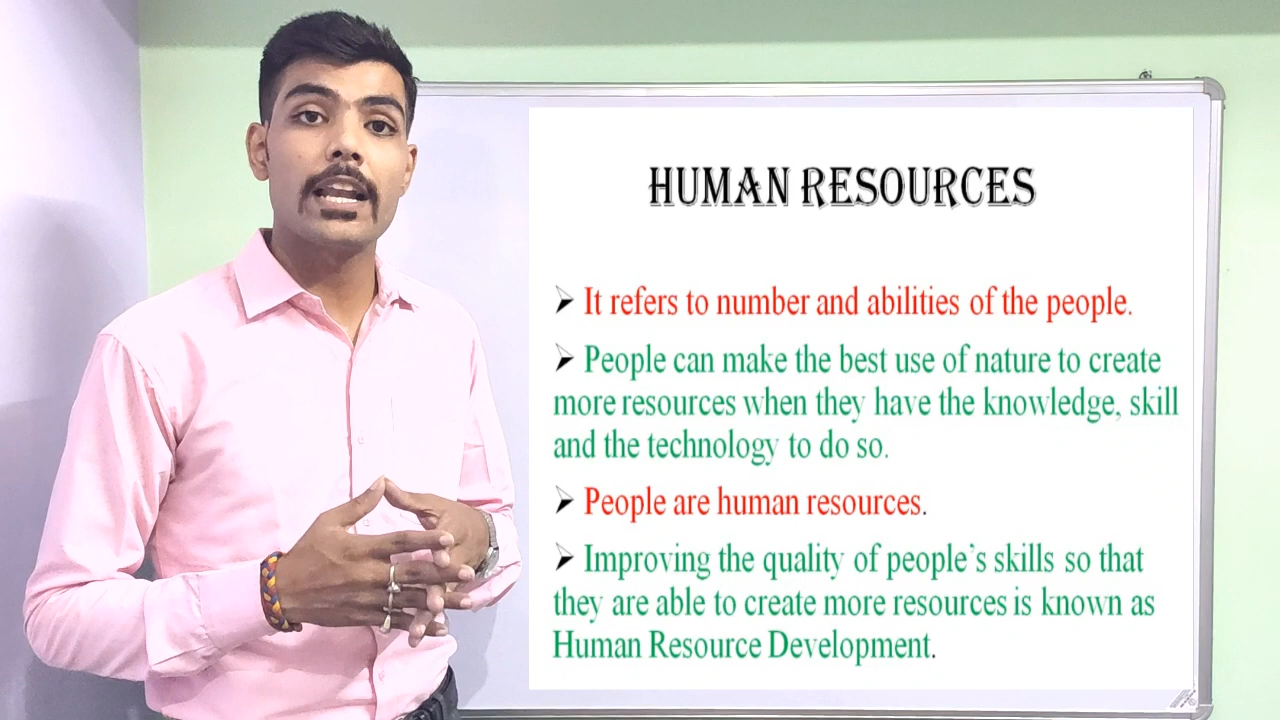 HUMAN RESOURCES
➢ It refers to number and abilities of the people.
➢ People can make the best use of nature to create
more resources when they have the knowledge, skill
and the technology to do so.
➢ People are human resources.
➢ Improving the quality of people’s skills so that
they are able to create more resources is known as
Human Resource Development.